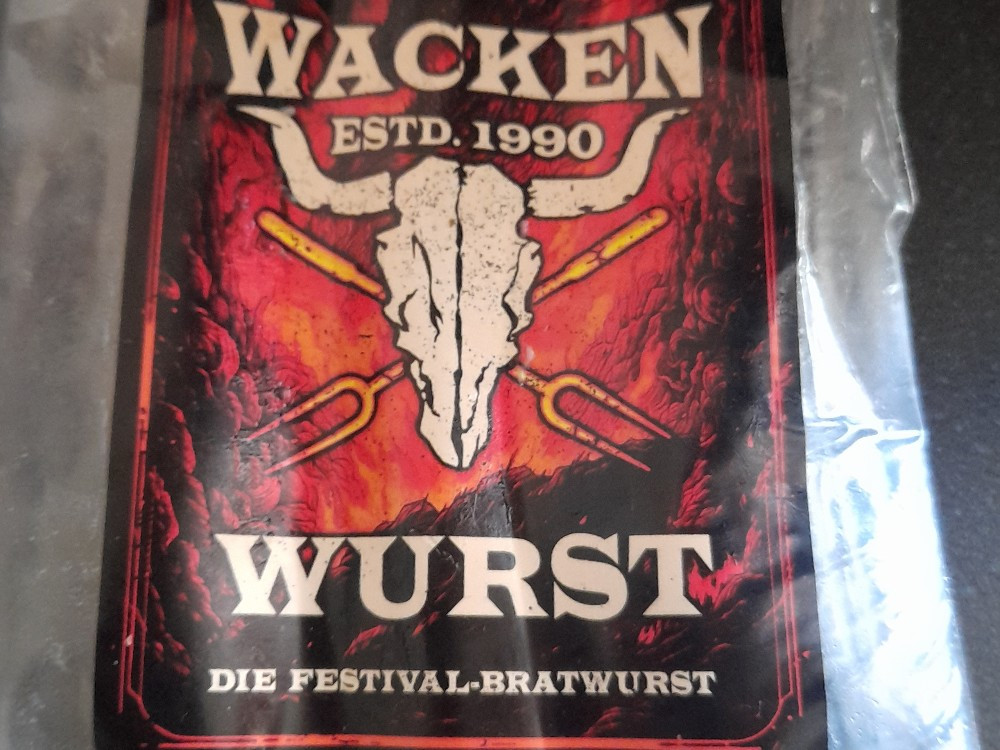 WACKEN
ESTD. 1990
WURST
DIE FESTIVAL-BRATWURST